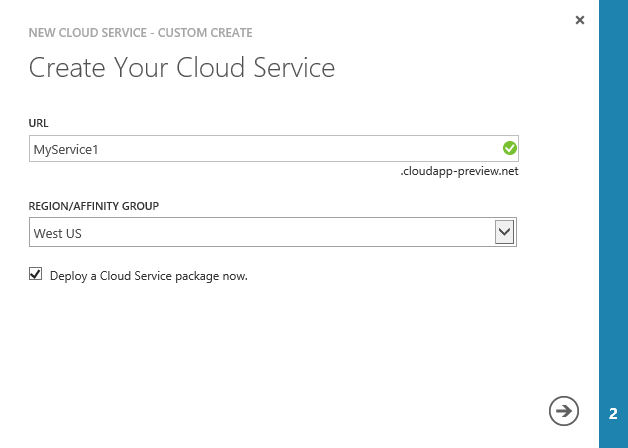 NEW CLOUD SERVICE - CUSTOM CREATE
Create Your Cloud Service
URL
MyService1
.cloudapp-preview.net
REGION/AFFINITY GROUP
West US
Deploy a Cloud Service package now.
2